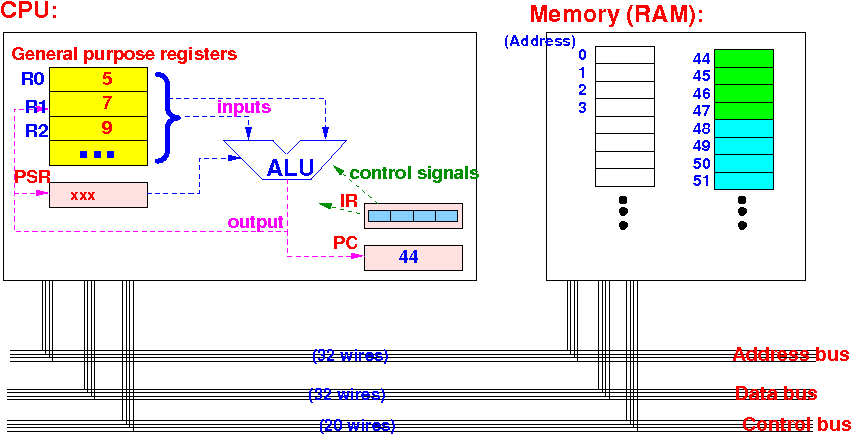 CPU:
Memory (RAM):
General purpose registers
(Address)
R0 5
R1 7
R2 9
inputs
ALU
control signals
PSR
xxx
IR
output
PC
44
0
1
2
3
44
45
46
47
48
49
50
51
(32 wires) Address bus
(32 wires) Data bus
(20 wires) Control bus